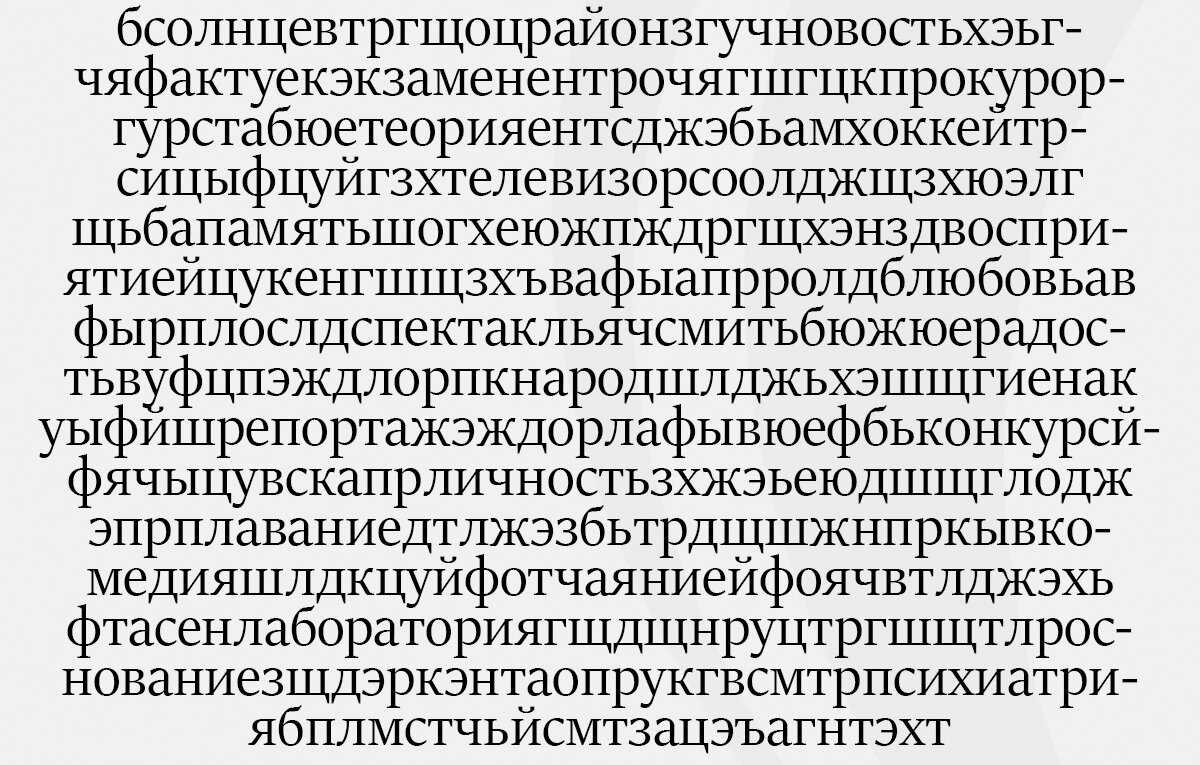 бсолнцевтргщоцрайонзгучновостьхэьг-
чяфактуекэкзаменентрочягшгцкпрокурор-
гурстабюетеорияентсджэбьамхоккейтр-
сицыфцуйгзхтелевизорсоолджщзхюэлг
щьбапамятьшогхеюжпждргщхэнздвоспри-
ятиейцукенгшщзхъвафыапрролдблюбовьав
фырплослдспектакльячсмитьбюжюерадос-
тьвуфцпэждлорпкнародшлджьхэшщгиенак
уыфйшрепортажэждорлафывюефбьконкурсй-
фячыцувскапрличностьзхжэьеюдшщглодж
эпрплаваниедтлжэзбьтрдщшжнпркывко-
медияшлдкцуйфотчаяниейфоячвтлджэхь
фтасенлабораториягщдщнруцтргшщтлрос-
нованиезщдэркэнтаопрукгвсмтрпсихиатри-
ябплмстчьйсмтзацэъагнтэхт